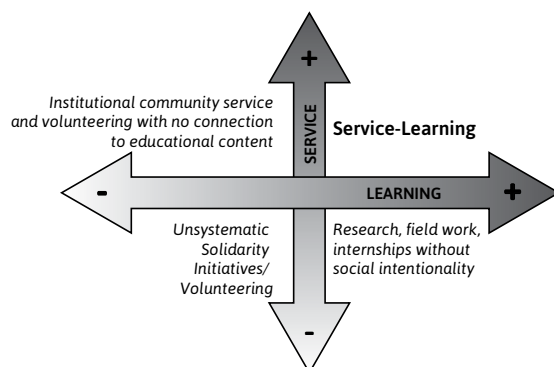 +
Institutional community service
and volunteering with no connection
to educational content
SERVICE
Service-Learning
-
LEARNING
+
Unsystematic
Solidarity
Initiatives/
Volunteering
Research, field work,
internships without
social intentionality
-